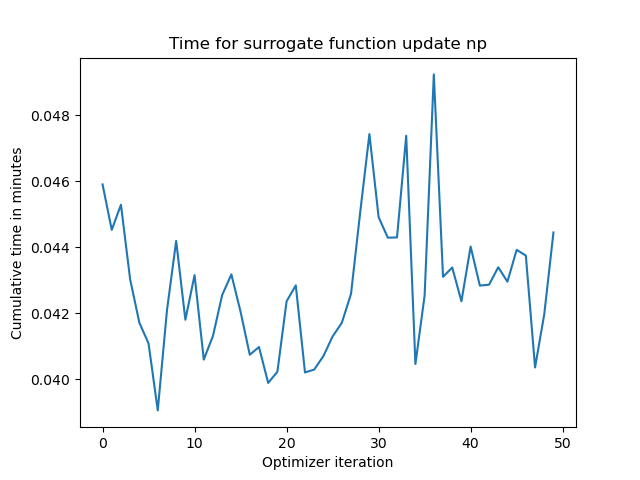 Time for surrogate function update np
Cumulative time in minutes
0.048
0.046
0.044
0.042
0.040
0 10 20 30 40 50
Optimizer iteration